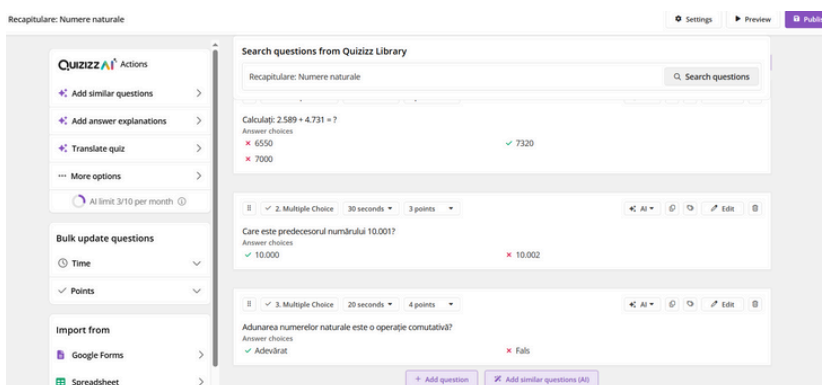 Recapitulare: Numere naturale
Settings
Preview
Publis
QUIZIZZ AI Actions
Add similar questions
Add answer explanations
Translate quiz
More options
AI limit 3/10 per month
Bulk update questions
Time
Points
Import from
Google Forms
Spreadsheet
Search questions from Quizizz Library
Recapitulare: Numere naturale
Search questions
Calculați: 2.589 + 4.731 = ?
Answer choices
6550
7320
7000
2. Multiple Choice 30 seconds 3 points
AI Edit
Care este predecesorul numărului 10.001?
Answer choices
10.000
10.002
3. Multiple Choice 20 seconds 4 points
AI Edit
Adunarea numerelor naturale este o operație comutativă?
Answer choices
Adevărat
Fals
+ Add question
Add similar questions (AI)